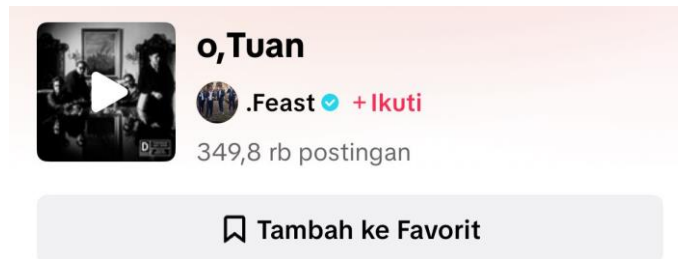 o,Tuan
.Feast +Ikuti
349,8 rb postingan
Tambah ke Favorit